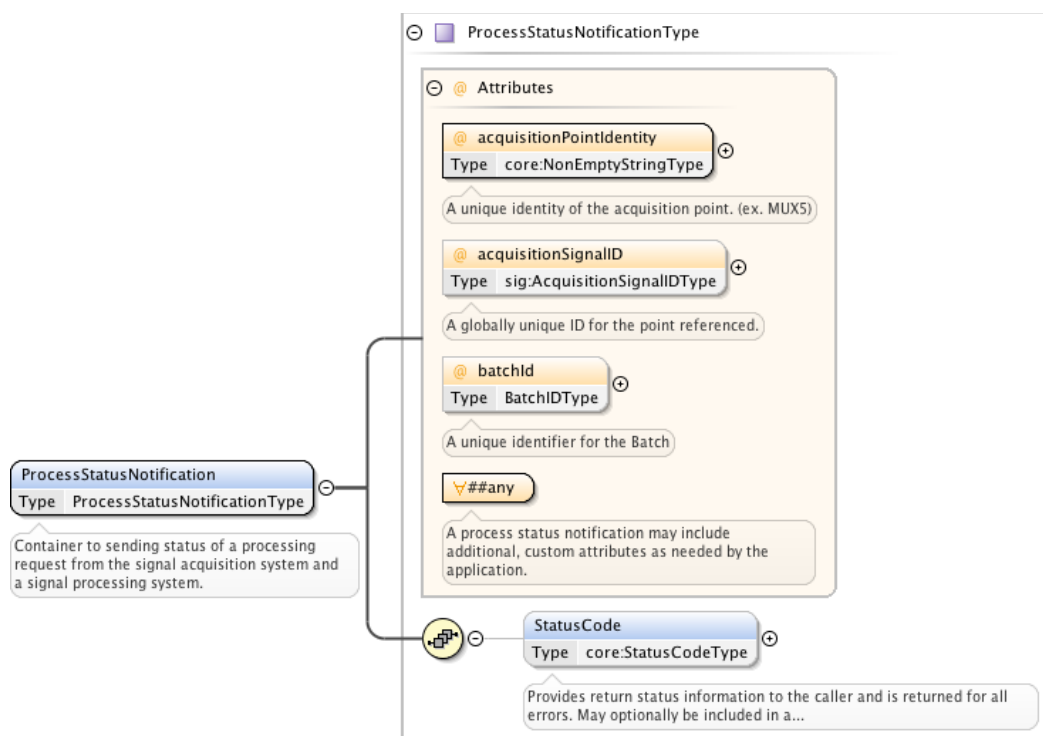 ProcessStatusNotificationType
@ Attributes
@ acquisitionPointIdentity
Type core:NonEmptyStringType
A unique identity of the acquisition point. (ex. MUX5)
@ acquisitionSignalID
Type sig:AcquisitionSignalIDType
A globally unique ID for the point referenced.
@ batchId
Type BatchIDType
A unique identifier for the Batch
∀##any
A process status notification may include
additional, custom attributes as needed by the
application.
ProcessStatusNotification
Type ProcessStatusNotificationType
Container to sending status of a processing
request from the signal acquisition system and
a signal processing system.
StatusCode
Type core:StatusCodeType
Provides return status information to the caller and is returned for all
errors. May optionally be included in a...